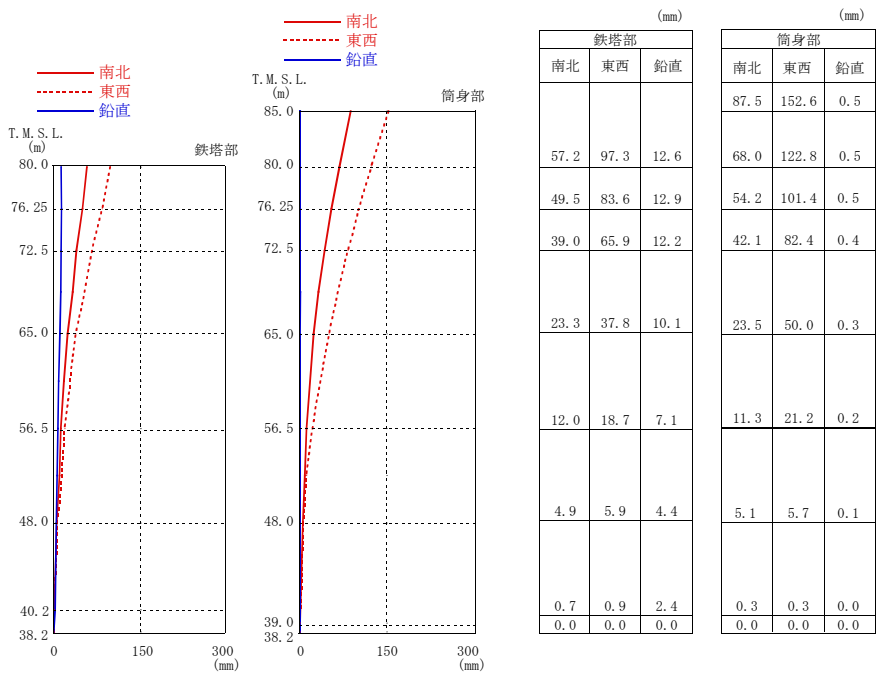 南北
東西
鉛直
T.M.S.L.
(m)
鉄塔部
80.0
76.25
72.5
65.0
56.5
48.0
40.2
38.2
0 150 300
(mm)
南北
東西
鉛直
T.M.S.L.
(m)
筒身部
85.0
80.0
76.25
72.5
65.0
56.5
48.0
39.0
38.2
0 150 300
(mm)
(mm)
鉄塔部
南北 東西 鉛直
57.2 97.3 12.6
49.5 83.6 12.9
39.0 65.9 12.2
23.3 37.8 10.1
12.0 18.7 7.1
4.9 5.9 4.4
0.7 0.9 2.4
0.0 0.0 0.0
(mm)
筒身部
南北 東西 鉛直
87.5 152.6 0.5
68.0 122.8 0.5
54.2 101.4 0.5
42.1 82.4 0.4
23.5 50.0 0.3
11.3 21.2 0.2
5.1 5.7 0.1
0.3 0.3 0.0
0.0 0.0 0.0